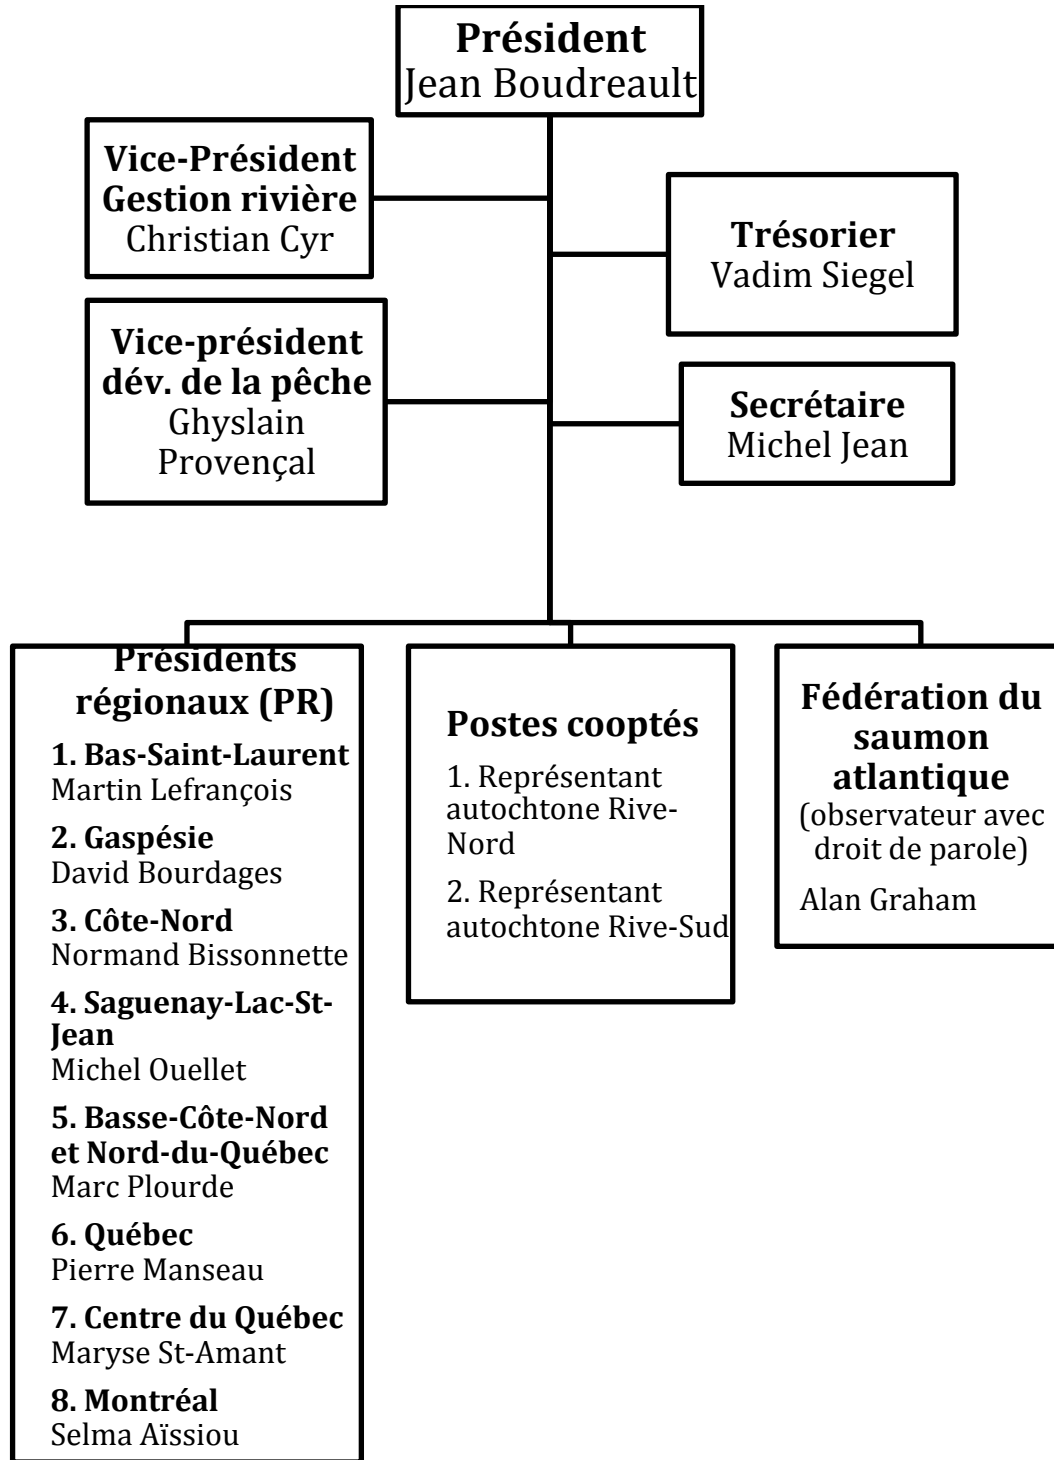 Président
Jean Boudreault
Vice-Président
Gestion rivière
Christian Cyr
Trésorier
Vadim Siegel
Vice-président
dév. de la pêche
Ghyslain
Provençal
Secrétaire
Michel Jean
Présidents
régionaux (PR)
1. Bas-Saint-Laurent
Martin Lefrançois
2. Gaspésie
David Bourdages
3. Côte-Nord
Normand Bissonnette
4. Saguenay-Lac-St-
Jean
Michel Ouellet
5. Basse-Côte-Nord
et Nord-du-Québec
Marc Plourde
6. Québec
Pierre Manseau
7. Centre du Québec
Maryse St-Amant
8. Montréal
Selma Aïssiou
Postes cooptés
1. Représentant
autochtone Rive-
Nord
2. Représentant
autochtone Rive-Sud
Fédération du
saumon
atlantique
(observateur avec
droit de parole)
Alan Graham